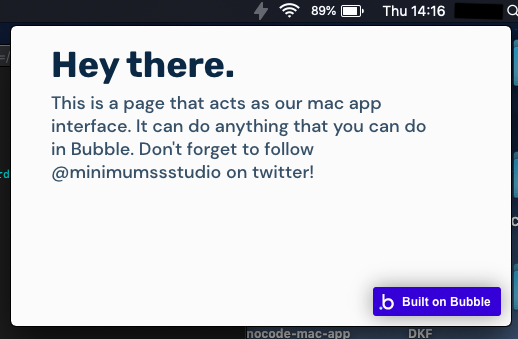 89% Thu 14:16
Hey there.
This is a page that acts as our mac app
interface. It can do anything that you can do
in Bubble. Don't forget to follow
@minimumssstudio on twitter!
Built on Bubble
nocode-mac-app DKF